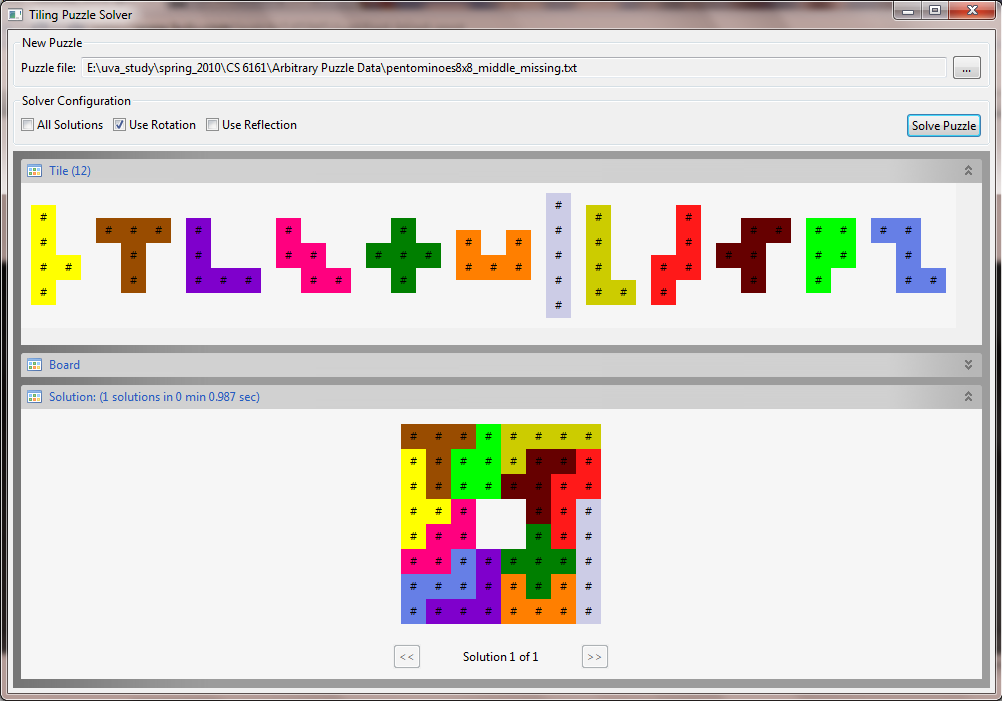 Tiling Puzzle Solver
New Puzzle
Puzzle file: E:\uva_study\spring_2010\CS 6161\Arbitrary Puzzle Data\pentominoes8x8_middle_missing.txt ...
Solver Configuration
All Solutions Use Rotation Use Reflection Solve Puzzle
Tile (12)
#
# # #
# # # # # # # # # # # # #
# # # # #
# # # # # # # # # # # # #
# # # # # # # #
# # # # # # # # # # # #
# # # #
#
Board
Solution: (1 solutions in 0 min 0.987 sec)
# # # # # # # #
# # # # # # # #
# # # # # # # #
# # # # # #
# # # # # #
# # # # # # # #
# # # # # # # #
# # # # # # # #
<< Solution 1 of 1 >>